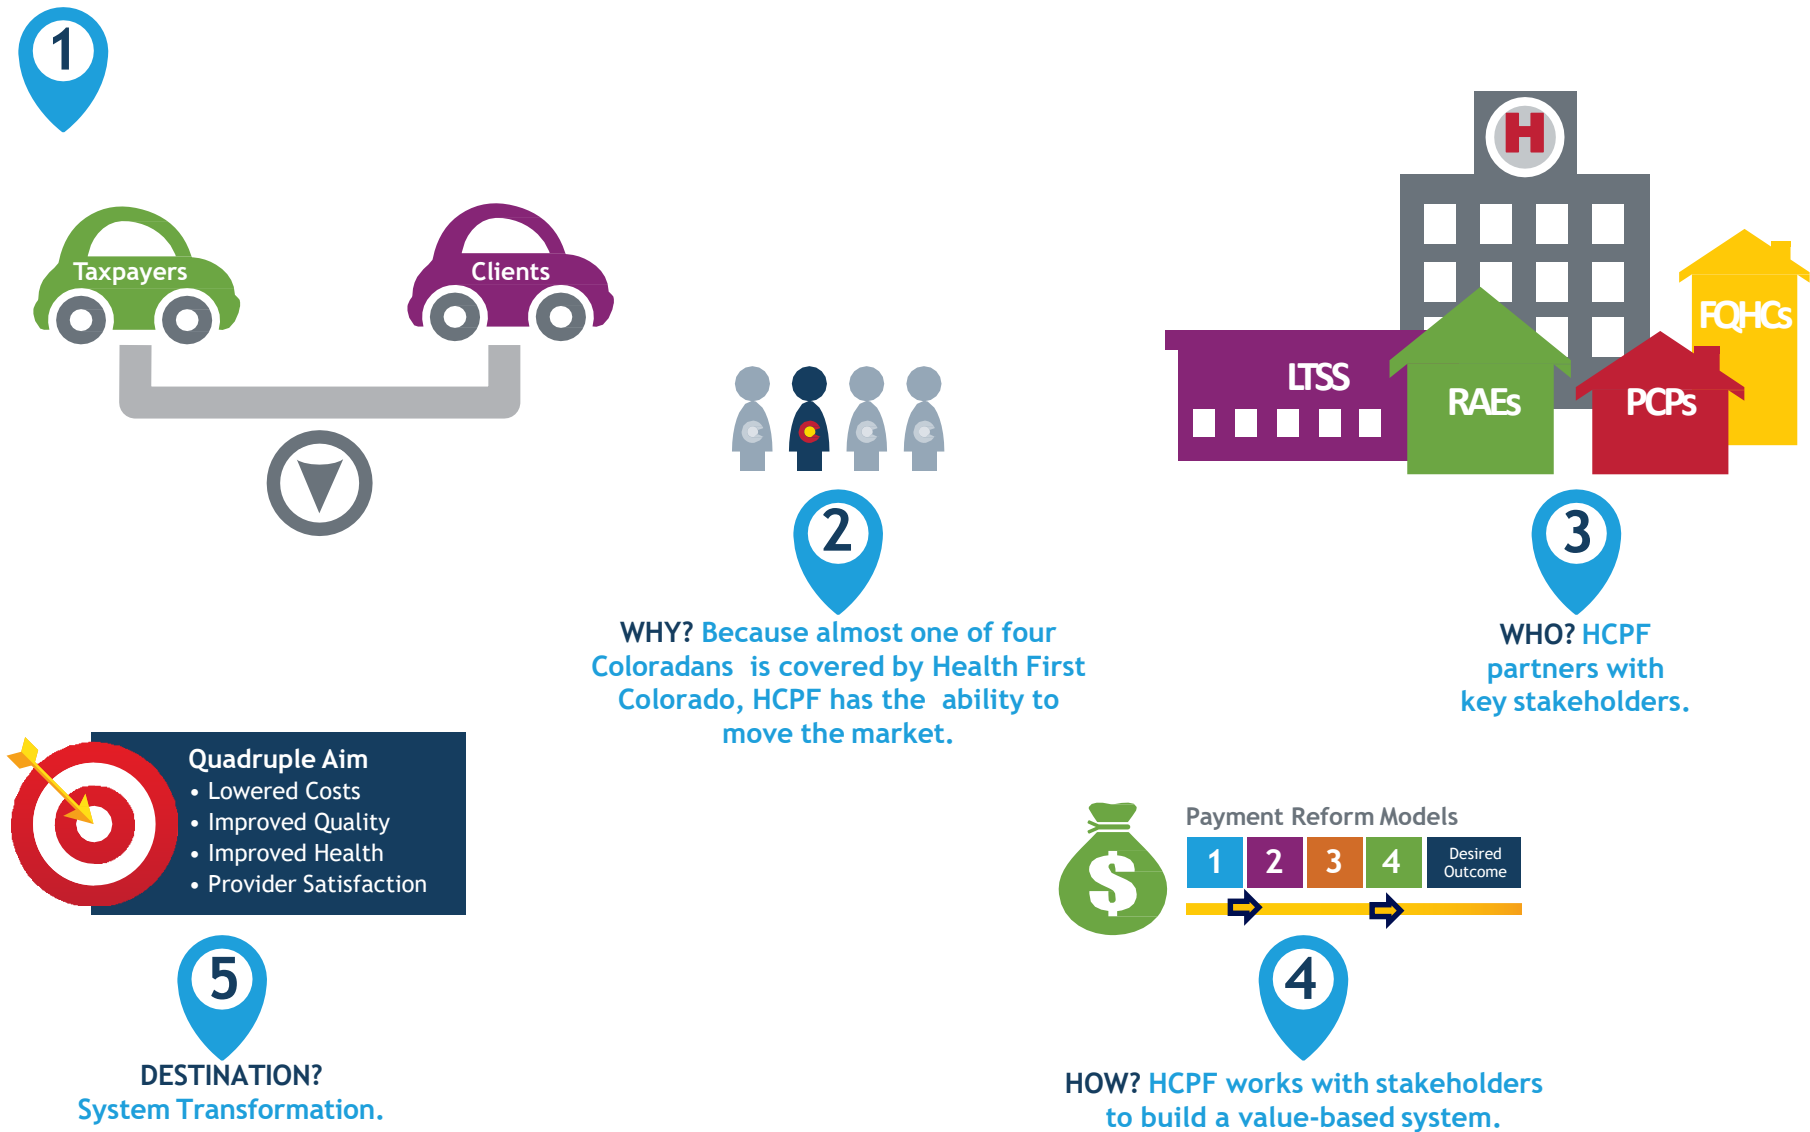 1
Taxpayers
Clients
2
WHY? Because almost one of four
Coloradans is covered by Health First
Colorado, HCPF has the ability to
move the market.
H
LTSS
RAEs
PCPs
FQHCs
3
WHO? HCPF
partners with
key stakeholders.
$
Payment Reform Models
1 2 3 4 Desired
Outcome
4
HOW? HCPF works with stakeholders
to build a value-based system.
Quadruple Aim
• Lowered Costs
• Improved Quality
• Improved Health
• Provider Satisfaction
5
DESTINATION?
System Transformation.